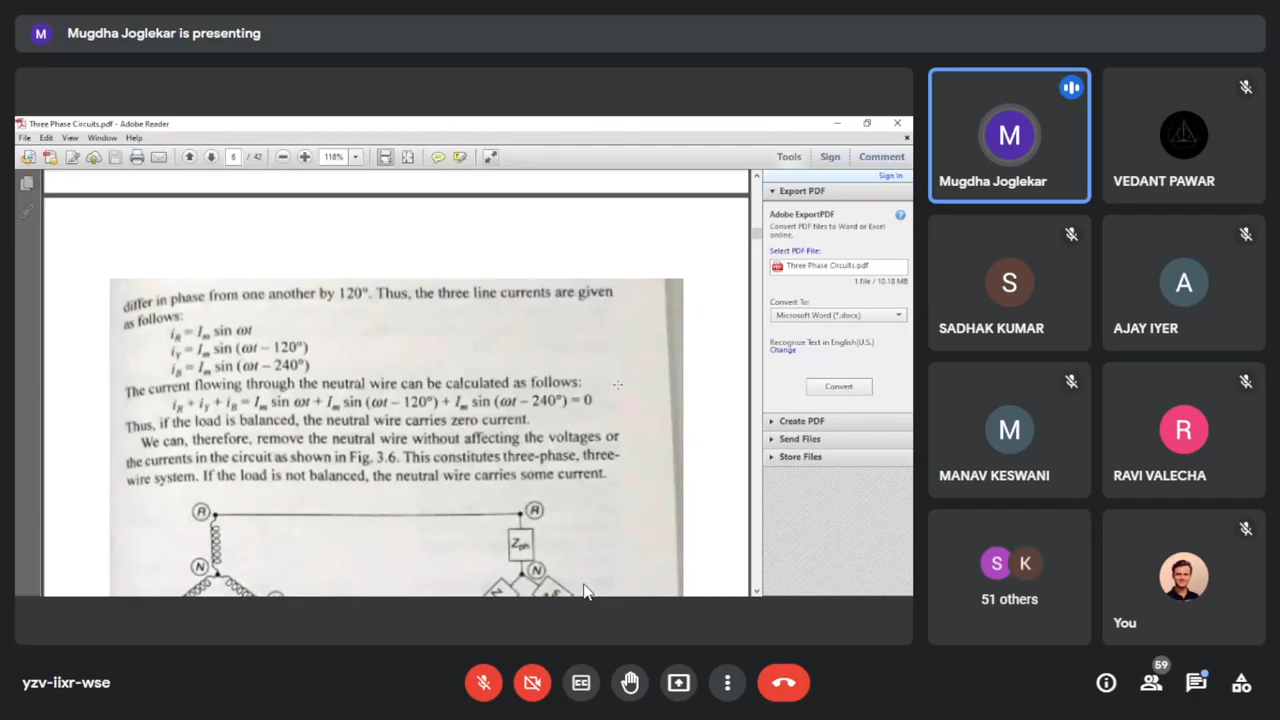 M
Mugdha Joglekar is presenting
Three Phase Circuits.pdf - Adobe Reader
File Edit View Window Help
6 / 42 118% Tools Sign Comment
Sign In
Export PDF
Adobe ExportPDF
Convert PDF files to Word or Excel
online.
Select PDF File:
Three Phase Circuits.pdf
1 file / 10.18 MB
Convert To:
Microsoft Word (*.docx)
Recognize Text in English(U.S.)
Change
Convert
Create PDF
Send Files
Store Files
differ in phase from one another by 120°. Thus, the three line currents are given
as follows:
i_R = I_m sin ωt
i_Y = I_m sin (ωt – 120°)
i_B = I_m sin (ωt – 240°)
The current flowing through the neutral wire can be calculated as follows:
i_R + i_Y + i_B = I_m sin ωt + I_m sin (ωt – 120°) + I_m sin (ωt – 240°) = 0
Thus, if the load is balanced, the neutral wire carries zero current.
We can, therefore, remove the neutral wire without affecting the voltages or
the currents in the circuit as shown in Fig. 3.6. This constitutes three-phase, three-
wire system. If the load is not balanced, the neutral wire carries some current.
R R
Zph
N N
M
Mugdha Joglekar
VEDANT PAWAR
S
SADHAK KUMAR
A
AJAY IYER
M
MANAV KESWANI
R
RAVI VALECHA
S K
51 others
You
yzv-iixr-wse
CC
59